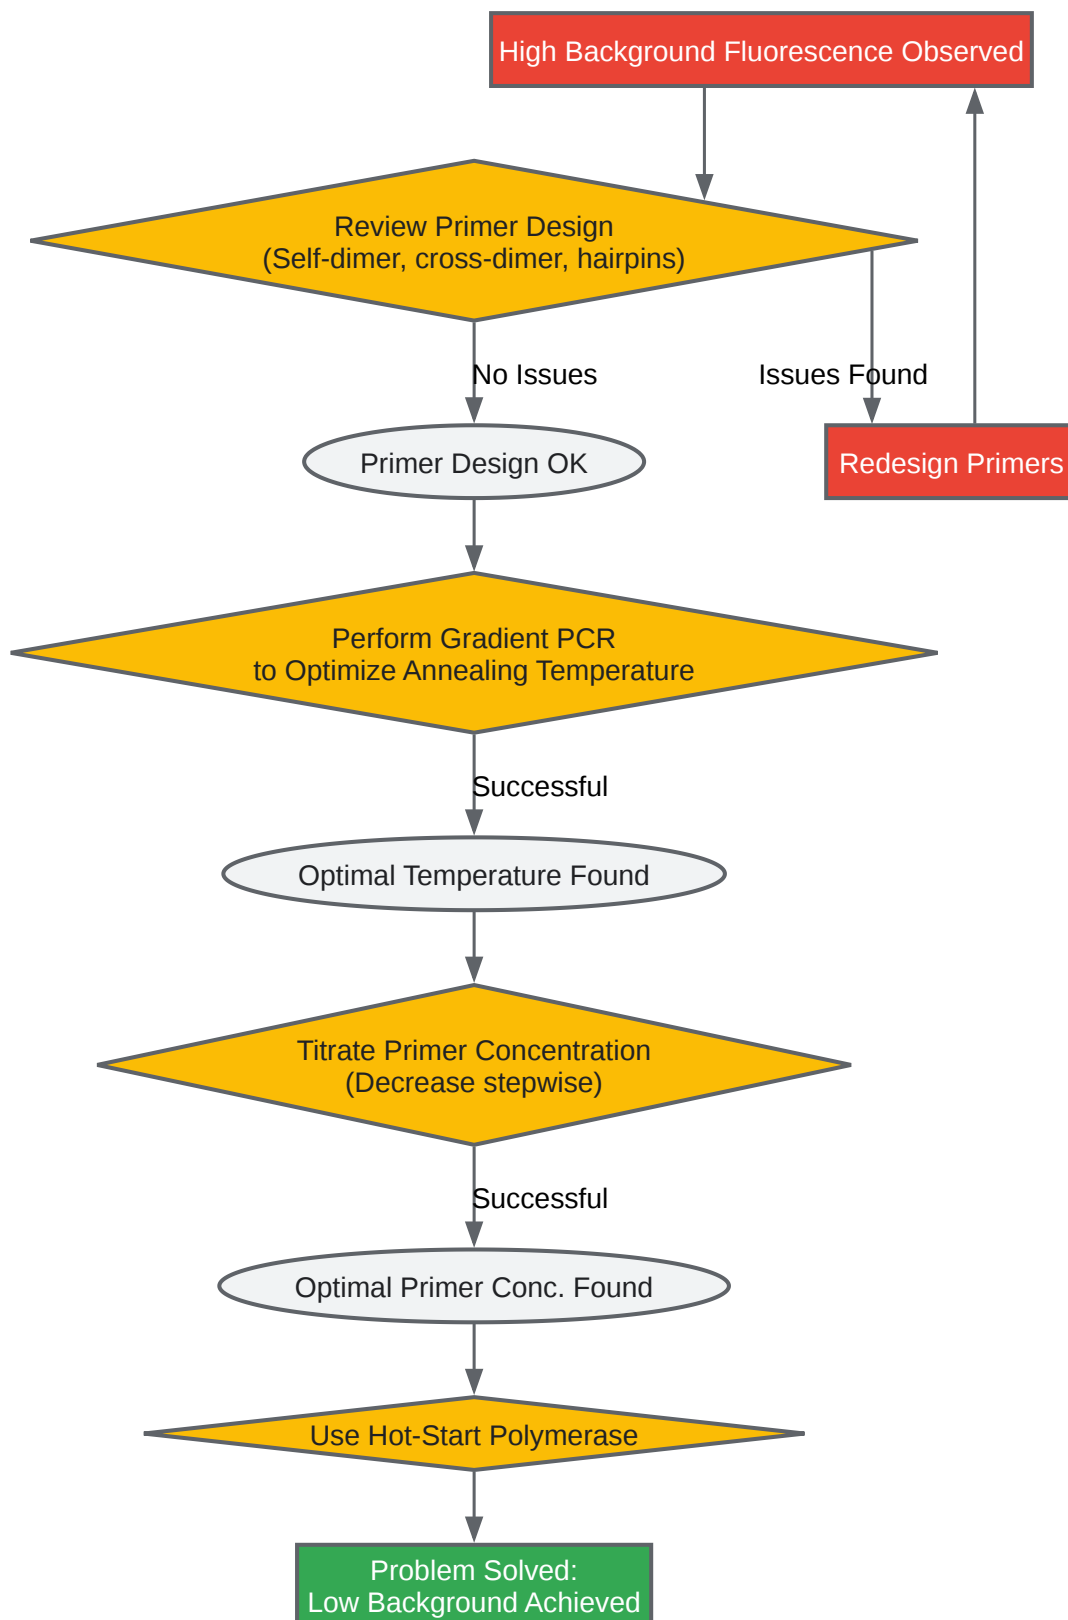 High Background Fluorescence Observed
Review Primer Design
(Self-dimer, cross-dimer, hairpins)
No Issues
Issues Found
Primer Design OK
Redesign Primers
Perform Gradient PCR
to Optimize Annealing Temperature
Successful
Optimal Temperature Found
Titrate Primer Concentration
(Decrease stepwise)
Successful
Optimal Primer Conc. Found
Use Hot-Start Polymerase
Problem Solved:
Low Background Achieved